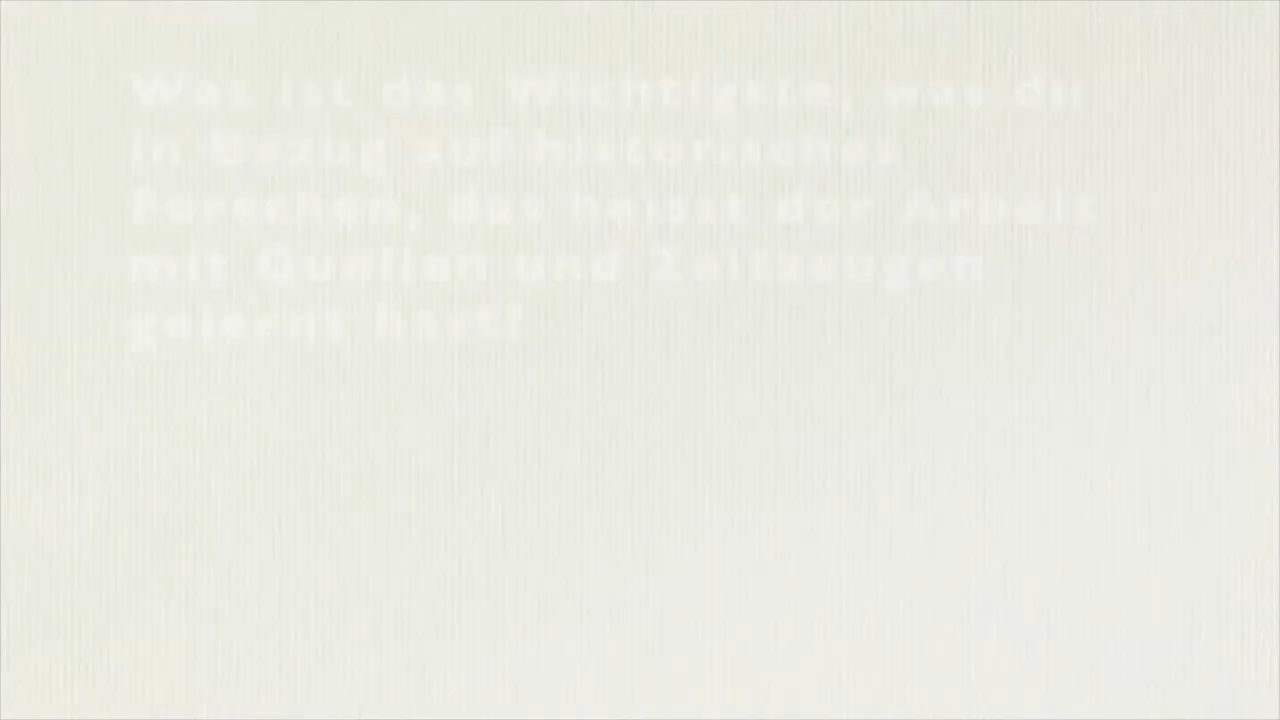 Was ist das Wichtigste, was du
in Bezug auf historisches
Forschen, das heisst der Arbeit
mit Quellen und Zeitzeugen
gelernt hast?